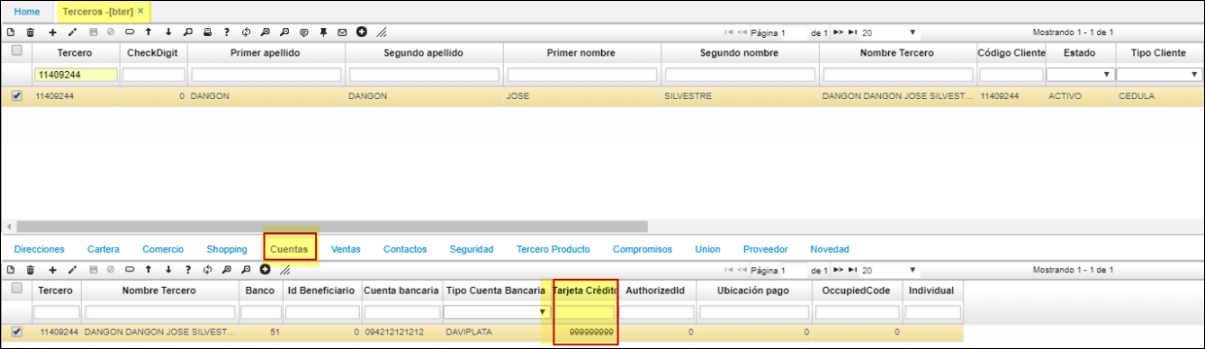 Home Terceros -[bter] ×
Página 1 de 1 20 Mostrando 1 - 1 de 1
Tercero CheckDigit Primer apellido Segundo apellido Primer nombre Segundo nombre Nombre Tercero Código Cliente Estado Tipo Cliente
11409244
11409244 0 DANGON DANGON JOSE SILVESTRE DANGON DANGON JOSE SILVEST... 11409244 ACTIVO CEDULA
Direcciones Cartera Comercio Shopping Cuentas Ventas Contactos Seguridad Tercero Producto Compromisos Union Proveedor Novedad
Página 1 de 1 20 Mostrando 1 - 1 de 1
Tercero Nombre Tercero Banco Id Beneficiario Cuenta bancaria Tipo Cuenta Bancaria Tarjeta Crédito AuthorizedId Ubicación pago OccupiedCode Individual
11409244 DANGON DANGON JOSE SILVEST... 51 0 094212121212 DAVIPLATA 999999999 0 0 0